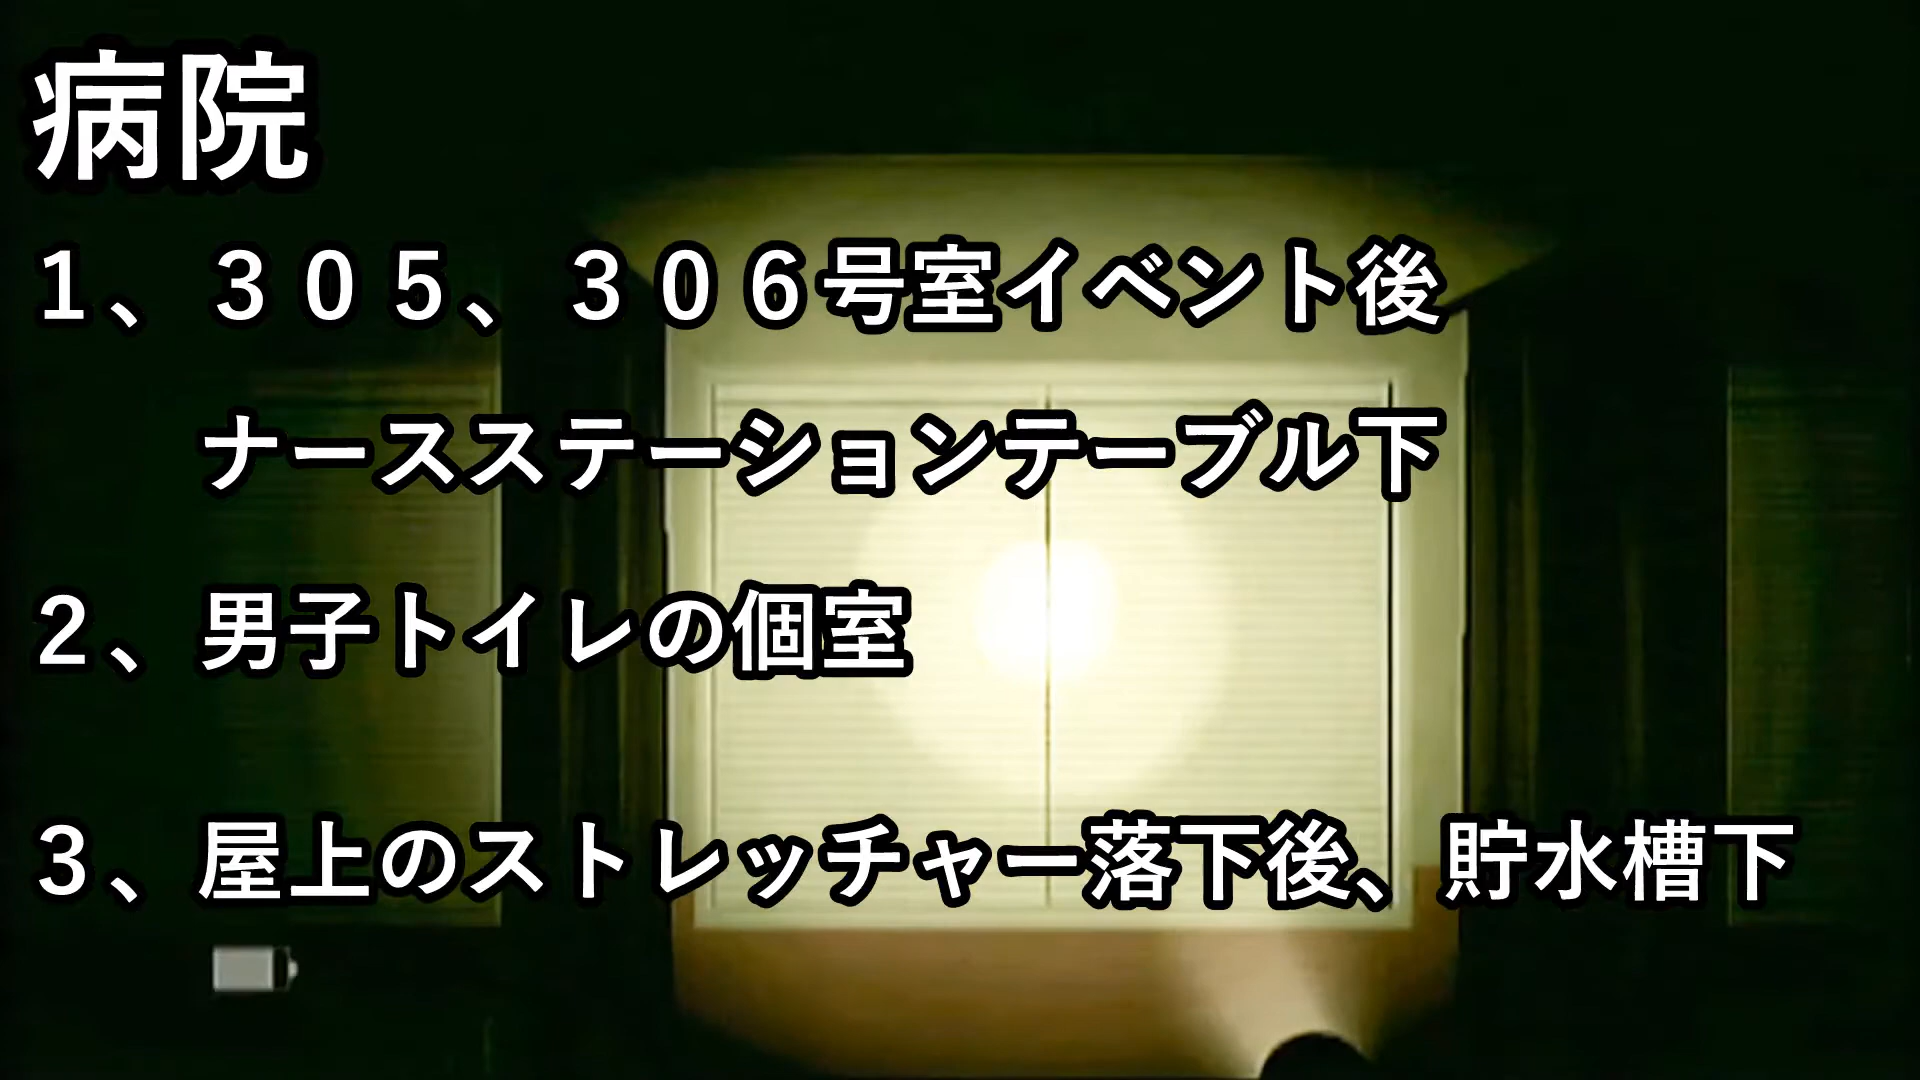 病院
１、３０５、３０６号室イベント後
ナースステーションテーブル下
２、男子トイレの個室
３、屋上のストレッチャー落下後、貯水槽下